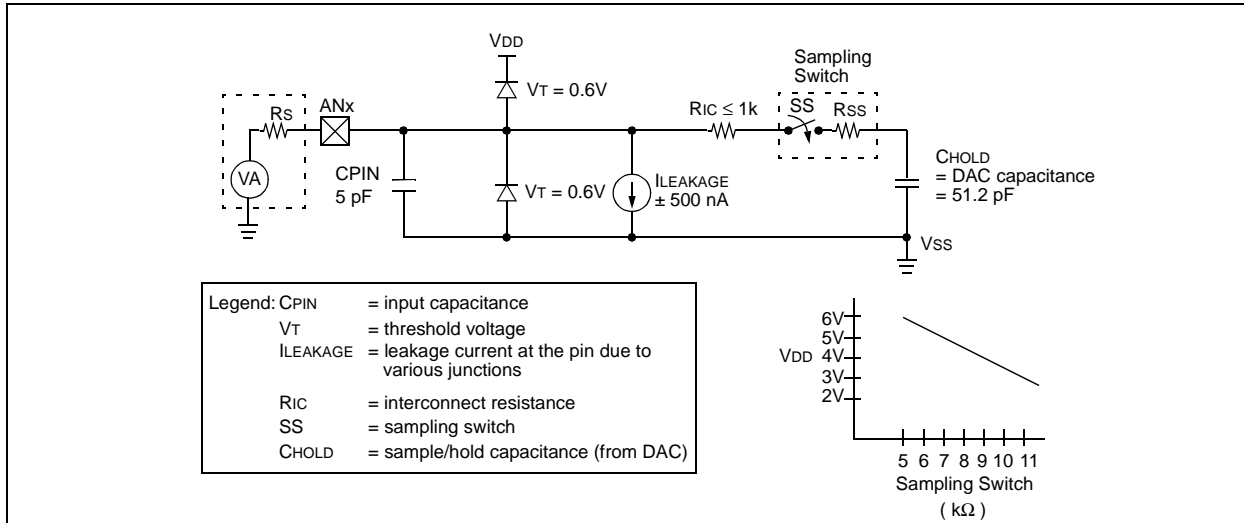 VDD
Sampling
Switch
VT = 0.6V
RS
ANx
RIC ≤ 1k
SS
RSS
VA
CPIN
5 pF
VT = 0.6V
ILEAKAGE
± 500 nA
CHOLD
= DAC capacitance
= 51.2 pF
VSS
Legend: CPIN = input capacitance
VT = threshold voltage
ILEAKAGE = leakage current at the pin due to
various junctions
RIC = interconnect resistance
SS = sampling switch
CHOLD = sample/hold capacitance (from DAC)
6V
5V
VDD 4V
3V
2V
5 6 7 8 9 10 11
Sampling Switch
( kΩ )